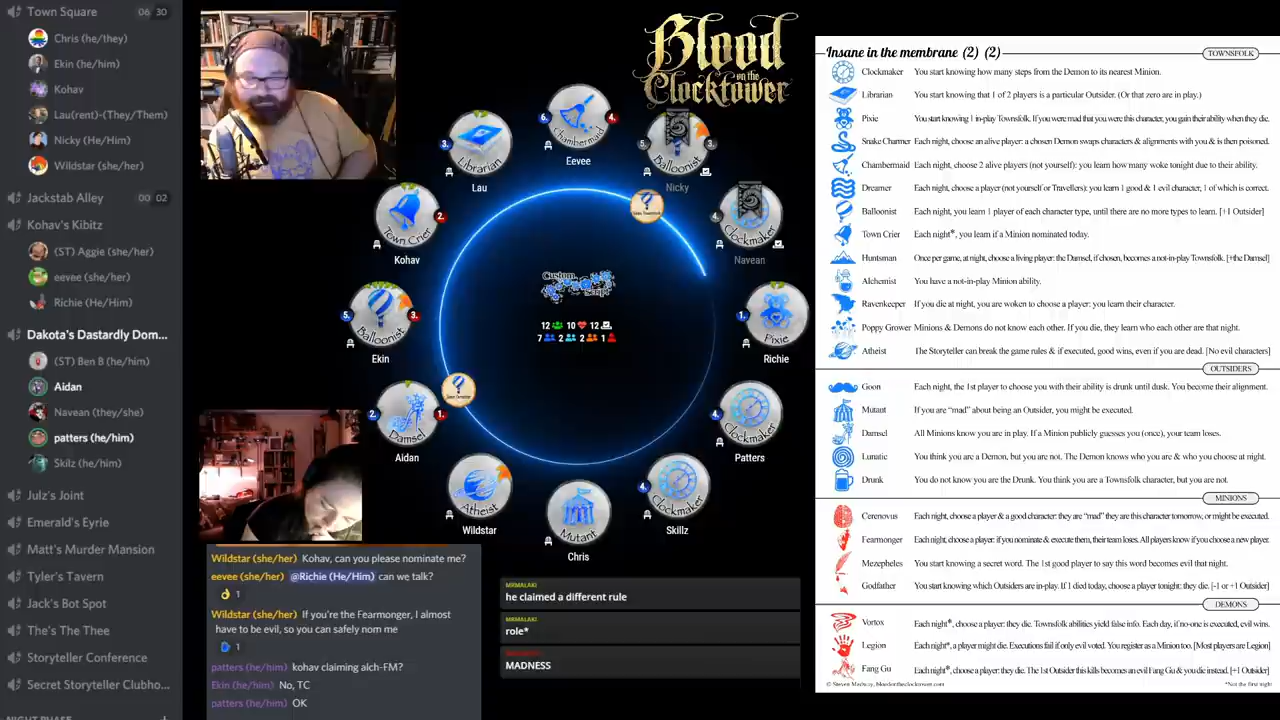 Town Square
06 30
Chris (he/they)
Ekin (he/him)
Kohav
Lau(ren)-(They/Them)
Nicky (He/Him)
Wildstar (she/her)
Jackstib Alley
00 02
Kohav's Kibitz
(ST) Aggie (she/her)
eevee (she/her)
Richie (He/Him)
Dakota's Dastardly Dom...
(ST) Ben B (he/him)
Aidan
Navean (they/she)
patters (he/him)
Skilz (he/him)
Julz's Joint
Emerald's Eyrie
Matt's Murder Mansion
Tyler's Tavern
Jack's Jackspot
The's Third Thee
Storyteller's Conference
Secret Storyteller Clubho...
NIGHT PHASE
Blood
on the
Clocktower
Librarian
Lau
Chambermaid
Eevee
Balloonist
Nicky
Clockmaker
Navean
Pixie
Richie
Clockmaker
Patters
Clockmaker
Skillz
Mutant
Chris
Atheist
Wildstar
Damsel
Aidan
Balloonist
Ekin
Town Crier
Kohav
Custom
Script
12 10 12
7 2 2 1
Wildstar (she/her) Kohav, can you please nominate me?
eevee (she/her) @Richie (He/Him) can we talk?
1
Wildstar (she/her) If you're the Fearmonger, I almost
have to be evil, so you can safely nom me
1
patters (he/him) kohav claiming alch-FM?
Ekin (he/him) No, TC
patters (he/him) OK
MRMALAKI
he claimed a different rule
MRMALAKI
role*
MADNESS
Insane in the membrane (2) (2)
TOWNSFOLK
Clockmaker You start knowing how many steps from the Demon to its nearest Minion.
Librarian You start knowing that 1 of 2 players is a particular Outsider. (Or that zero are in play.)
Pixie You start knowing 1 in-play Townsfolk. If you were mad that you were this character, you gain their ability when they die.
Snake Charmer Each night, choose an alive player: a chosen Demon swaps characters & alignments with you & is then poisoned.
Chambermaid Each night, choose 2 alive players (not yourself): you learn how many woke tonight due to their ability.
Dreamer Each night, choose a player (not yourself or Travellers): you learn 1 good & 1 evil character, 1 of which is correct.
Balloonist Each night, you learn 1 player of each character type, until there are no more types to learn. [+1 Outsider]
Town Crier Each night*, you learn if a Minion nominated today.
Huntsman Once per game, at night, choose a living player: the Damsel, if chosen, becomes a not-in-play Townsfolk. [+the Damsel]
Alchemist You have a not-in-play Minion ability.
Ravenkeeper If you die at night, you are woken to choose a player: you learn their character.
Poppy Grower Minions & Demons do not know each other. If you die, they learn who each other are that night.
Atheist The Storyteller can break the game rules & if executed, good wins, even if you are dead. [No evil characters]
OUTSIDERS
Goon Each night, the 1st player to choose you with their ability is drunk until dusk. You become their alignment.
Mutant If you are "mad" about being an Outsider, you might be executed.
Damsel All Minions know you are in play. If a Minion publicly guesses you (once), your team loses.
Lunatic You think you are a Demon, but you are not. The Demon knows who you are & who you choose at night.
Drunk You do not know you are the Drunk. You think you are a Townsfolk character, but you are not.
MINIONS
Cerenovus Each night, choose a player & a good character: they are "mad" they are this character tomorrow, or might be executed.
Fearmonger Each night, choose a player: if you nominate & execute them, their team loses. All players know if you choose a new player.
Mezepheles You start knowing a secret word. The 1st good player to say this word becomes evil that night.
Godfather You start knowing which Outsiders are in-play. If 1 died today, choose a player tonight: they die. [-1 or +1 Outsider]
DEMONS
Vortox Each night*, choose a player: they die. Townsfolk abilities yield false info. Each day, if no-one is executed, evil wins.
Legion Each night*, a player might die. Executions fail if only evil voted. You register as a Minion too. [Most players are Legion]
Fang Gu Each night*, choose a player: they die. The 1st Outsider this kills becomes an evil Fang Gu & you die instead. [+1 Outsider]
© Steven Medway, bloodontheclocktower.com
*Not the first night